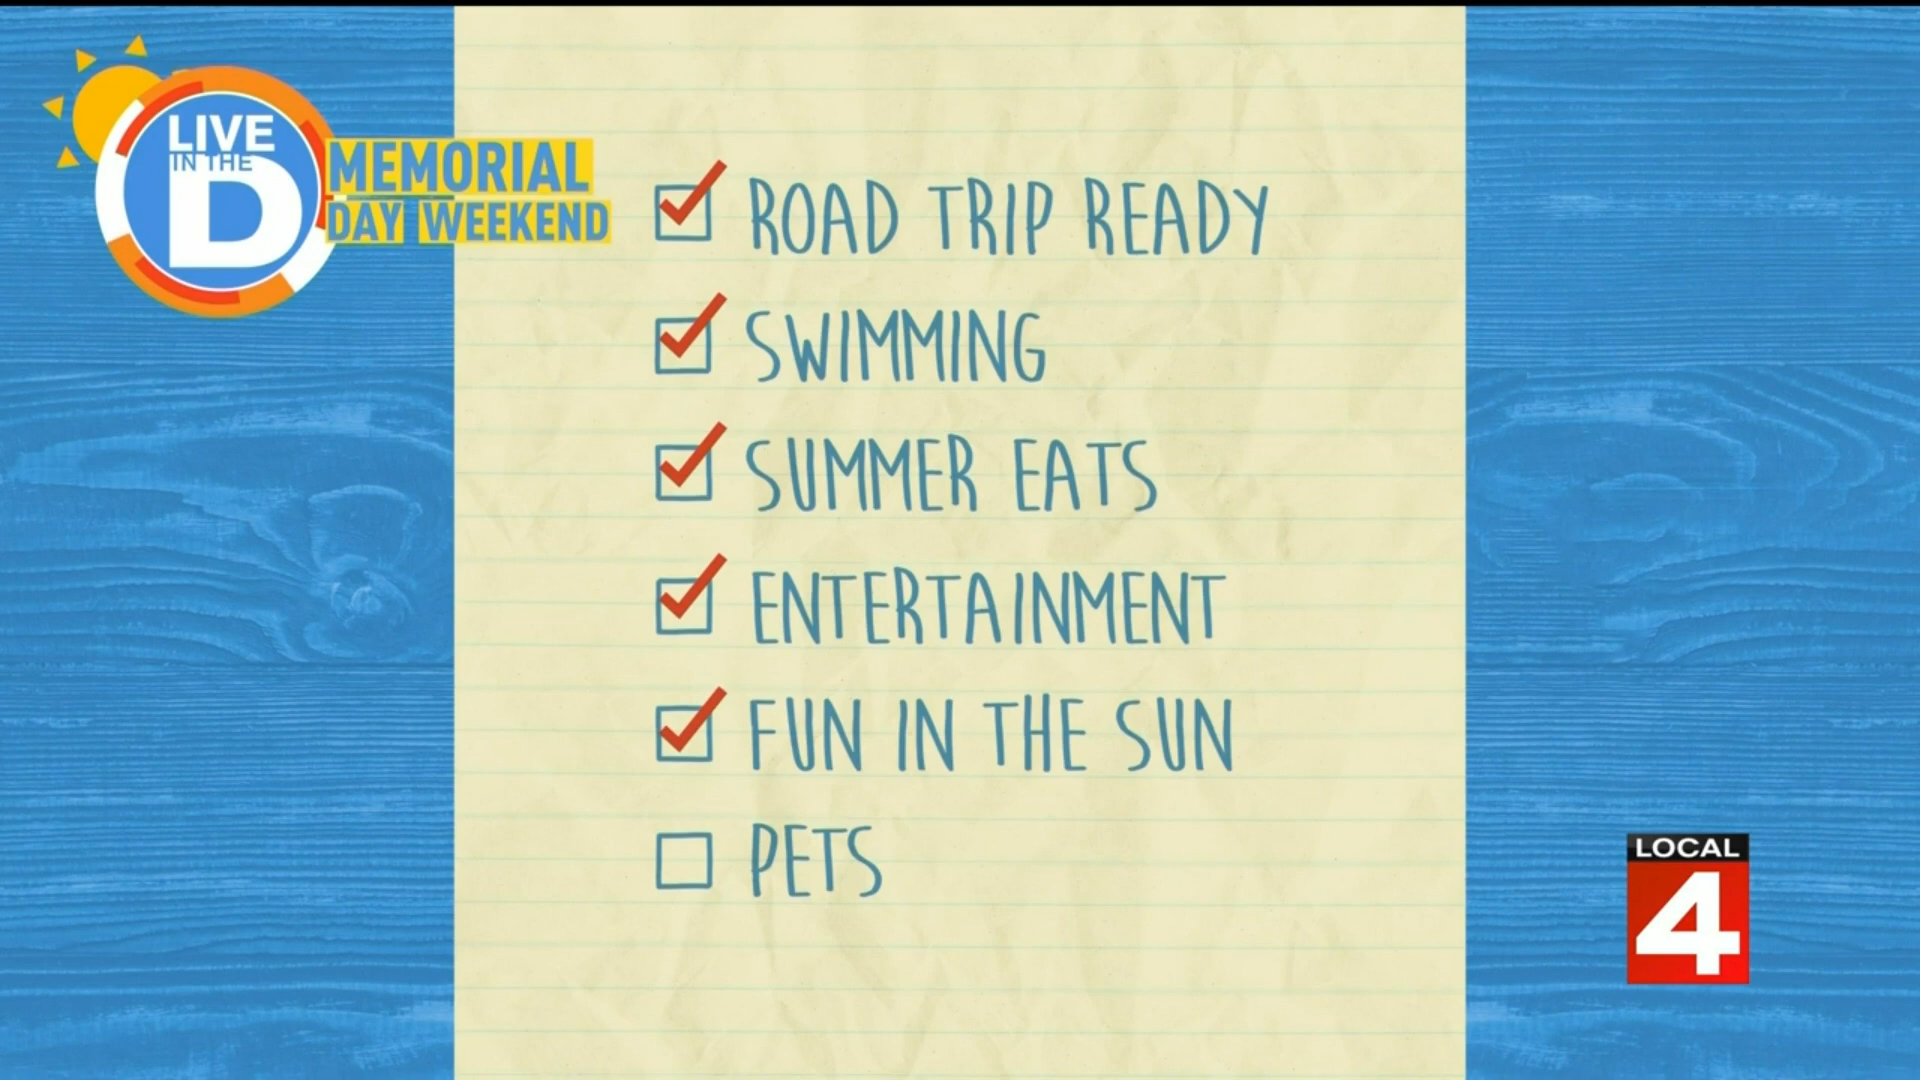 LIVE
IN THE
D
MEMORIAL
DAY WEEKEND
ROAD TRIP READY
SWIMMING
SUMMER EATS
ENTERTAINMENT
FUN IN THE SUN
PETS
LOCAL
4